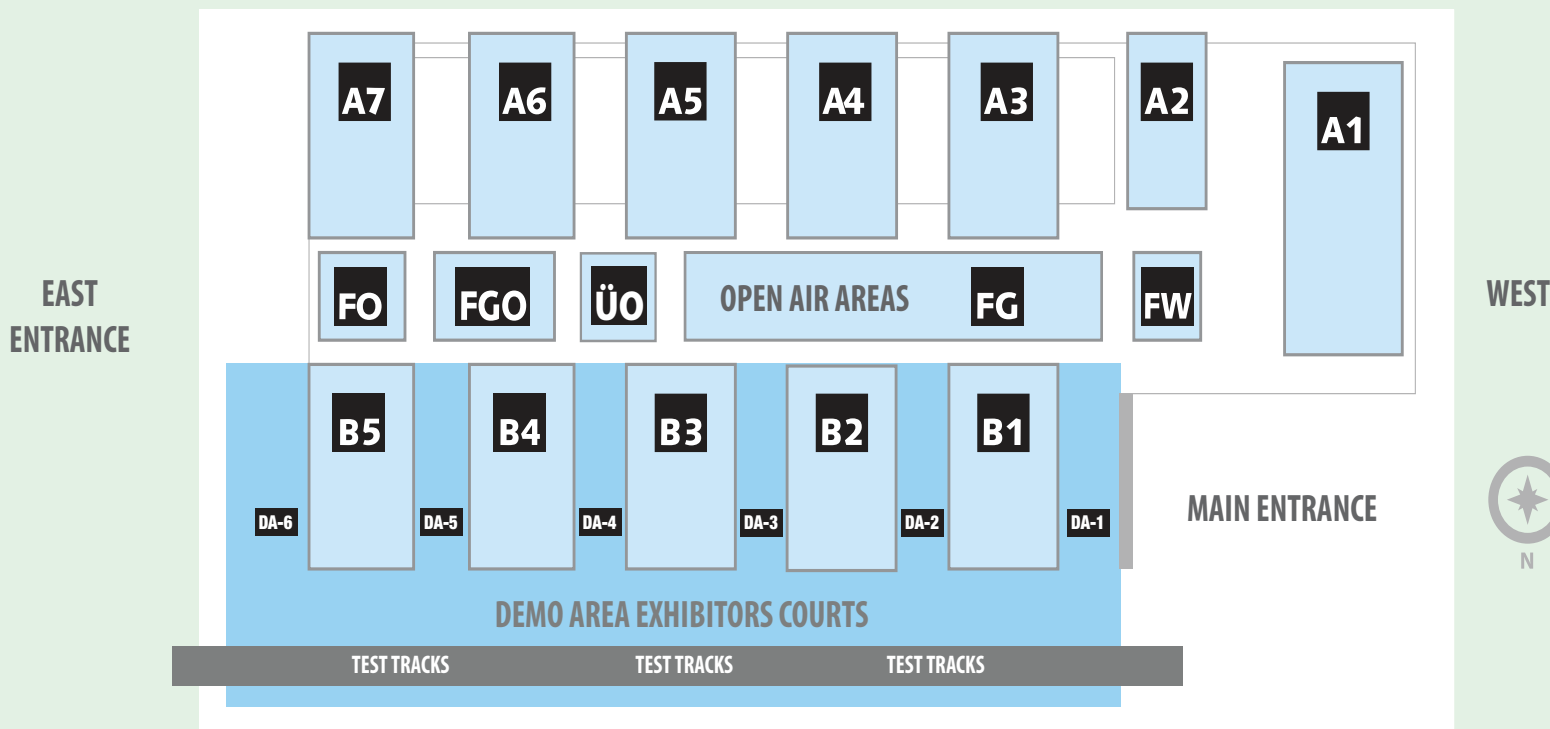 A7
A6
A5
A4
A3
A2
A1
EAST
ENTRANCE
FO
FGO
ÜO
OPEN AIR AREAS
FG
FW
WEST
B5
B4
B3
B2
B1
DA-6
DA-5
DA-4
DA-3
DA-2
DA-1
MAIN ENTRANCE
N
DEMO AREA EXHIBITORS COURTS
TEST TRACKS
TEST TRACKS
TEST TRACKS